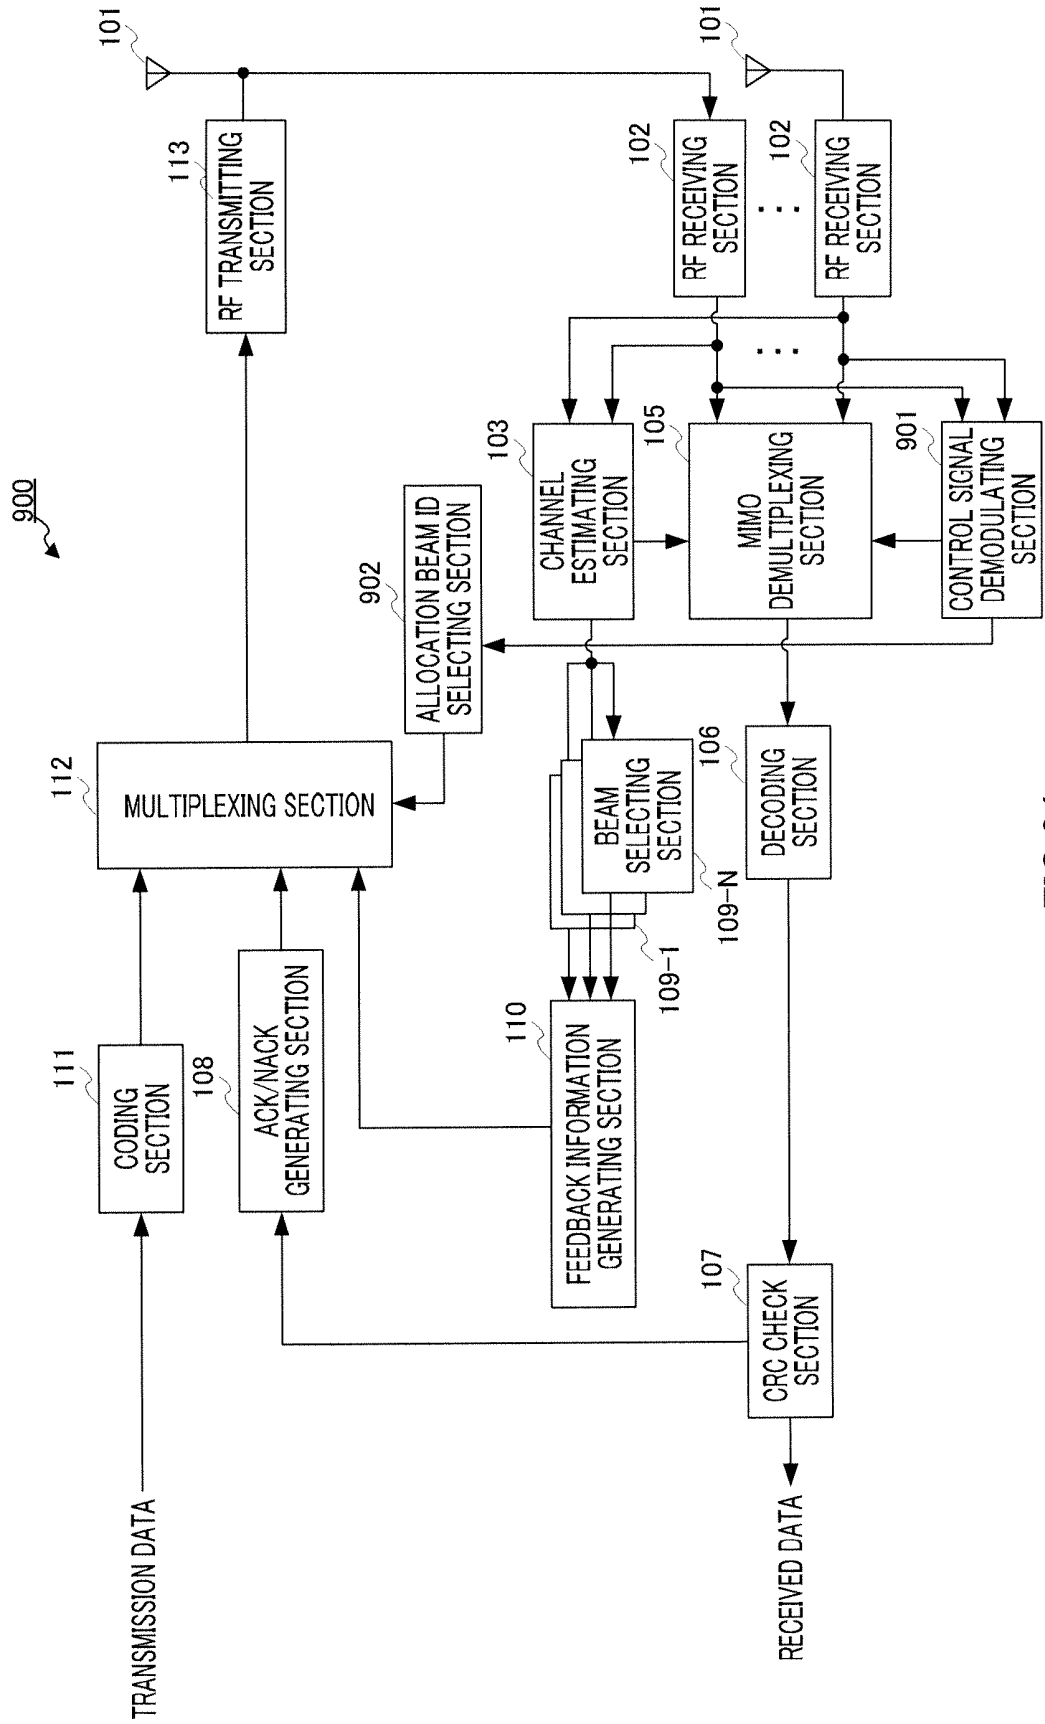 900
101
RF TRANSMITTING
SECTION
113
101
RF RECEIVING
SECTION
102
. . .
RF RECEIVING
SECTION
102
. . .
CHANNEL
ESTIMATING
SECTION
103
MIMO
DEMULTIPLEXING
SECTION
105
CONTROL SIGNAL
DEMODULATING
SECTION
901
ALLOCATION BEAM ID
SELECTING SECTION
902
MULTIPLEXING SECTION
112
BEAM
SELECTING
SECTION
109-N
109-1
DECODING
SECTION
106
CODING
SECTION
111
ACK/NACK
GENERATING SECTION
108
FEEDBACK INFORMATION
GENERATING SECTION
110
CRC CHECK
SECTION
107
TRANSMISSION DATA
RECEIVED DATA